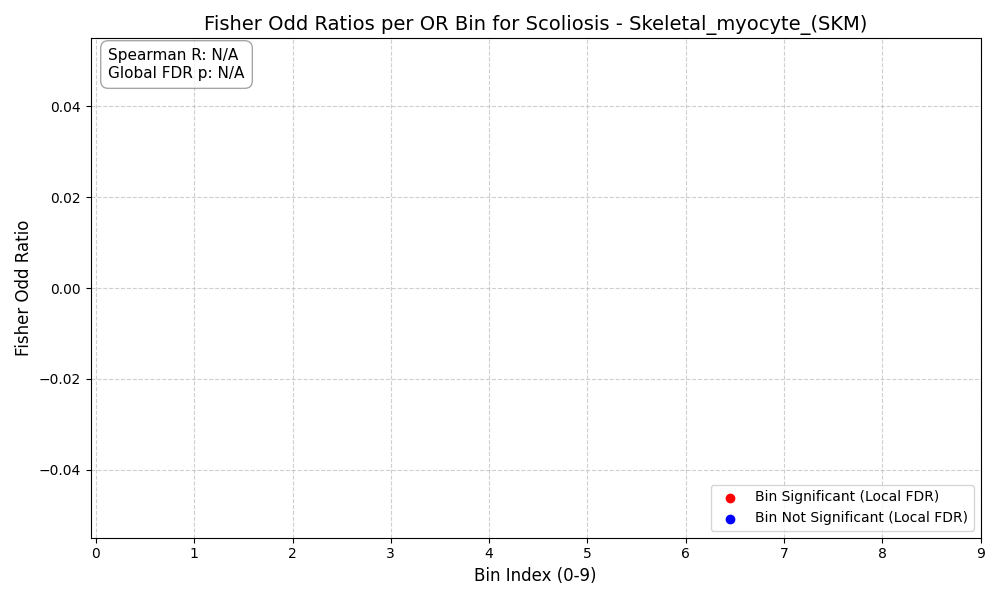 Fisher Odd Ratios per OR Bin for Scoliosis - Skeletal_myocyte_(SKM)
Spearman R: N/A
Global FDR p: N/A
Fisher Odd Ratio
0.04
0.02
0.00
−0.02
−0.04
Bin Significant (Local FDR)
Bin Not Significant (Local FDR)
0 1 2 3 4 5 6 7 8 9
Bin Index (0-9)